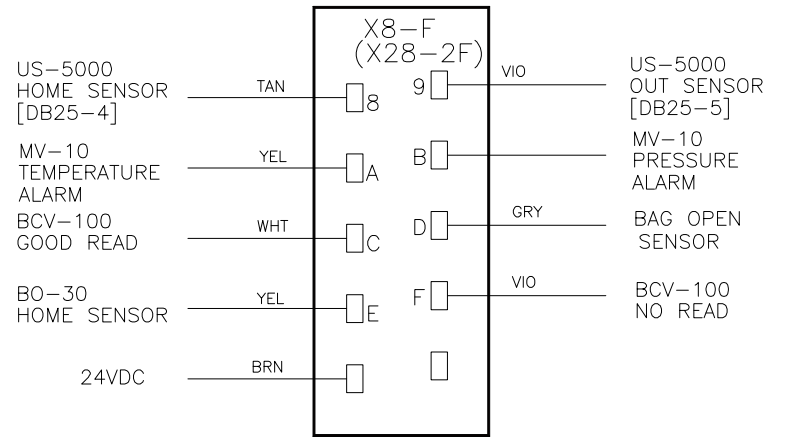 X8-F
(X28-2F)
US-5000
HOME SENSOR
[DB25-4]
TAN
8
9
VIO
US-5000
OUT SENSOR
[DB25-5]
MV-10
TEMPERATURE
ALARM
YEL
A
B
MV-10
PRESSURE
ALARM
BCV-100
GOOD READ
WHT
C
D
GRY
BAG OPEN
SENSOR
BO-30
HOME SENSOR
YEL
E
F
VIO
BCV-100
NO READ
24VDC
BRN